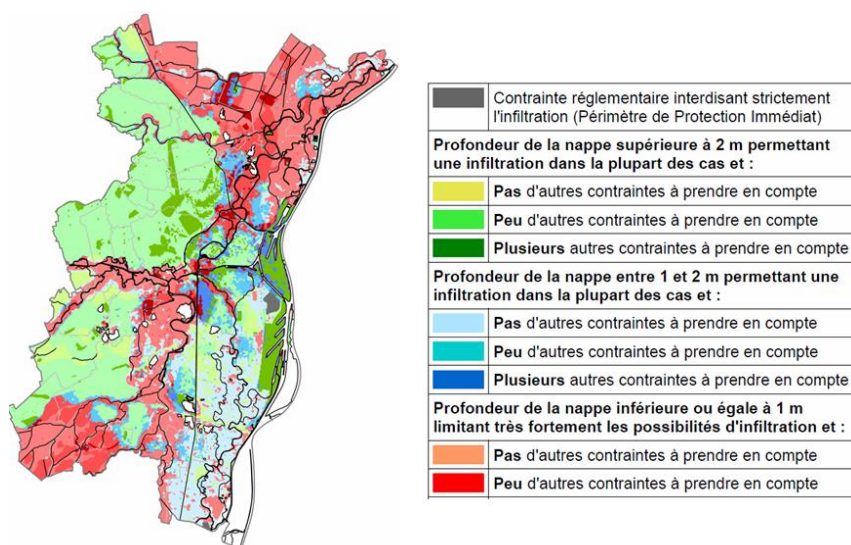 Contrainte réglementaire interdisant strictement
l'infiltration (Périmètre de Protection Immédiat)
Profondeur de la nappe supérieure à 2 m permettant
une infiltration dans la plupart des cas et :
Pas d'autres contraintes à prendre en compte
Peu d'autres contraintes à prendre en compte
Plusieurs autres contraintes à prendre en compte
Profondeur de la nappe entre 1 et 2 m permettant une
infiltration dans la plupart des cas et :
Pas d'autres contraintes à prendre en compte
Peu d'autres contraintes à prendre en compte
Plusieurs autres contraintes à prendre en compte
Profondeur de la nappe inférieure ou égale à 1 m
limitant très fortement les possibilités d'infiltration et :
Pas d'autres contraintes à prendre en compte
Peu d'autres contraintes à prendre en compte